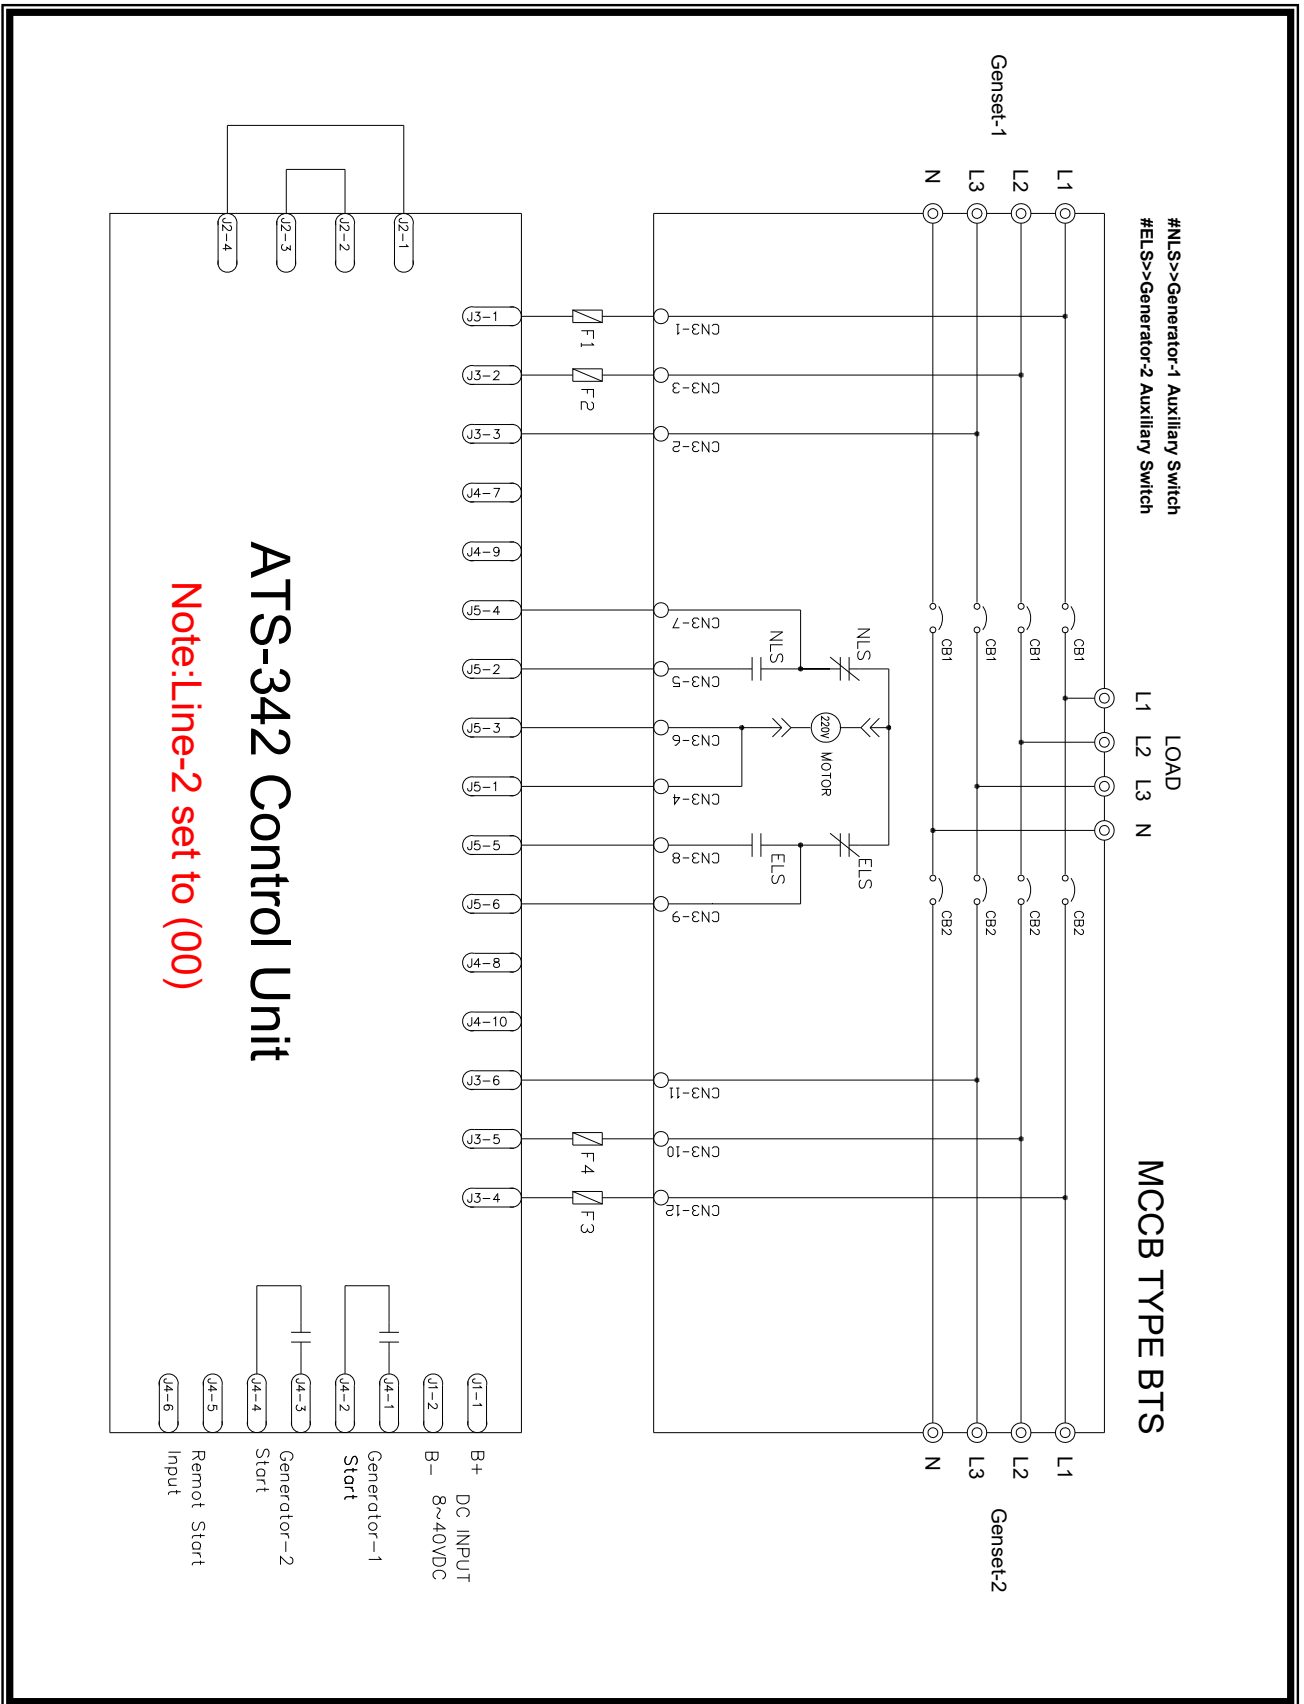 MCCB TYPE BTS
#NLS>>Generator-1 Auxiliary Switch
#ELS>>Generator-2 Auxiliary Switch
LOAD
L1 L2 L3 N
Genset-1
L1
L2
L3
N
CB1
CB1
CB1
CB1
CB2
CB2
CB2
CB2
L1
L2
L3
N
Genset-2
NLS
ELS
220V
MOTOR
NLS
ELS
CN3-1
CN3-3
CN3-2
CN3-7
CN3-5
CN3-6
CN3-4
CN3-8
CN3-9
CN3-11
CN3-10
CN3-12
F1
F2
F4
F3
J3-1
J3-2
J3-3
J4-7
J4-9
J5-4
J5-2
J5-3
J5-1
J5-5
J5-6
J4-8
J4-10
J3-6
J3-5
J3-4
J2-1
J2-2
J2-3
J2-4
ATS-342 Control Unit
Note:Line-2 set to (00)
J1-1
J1-2
J4-1
J4-2
J4-3
J4-4
J4-5
J4-6
B+
DC INPUT
B-
8~40VDC
Generator-1
Start
Generator-2
Start
Remot Start
Input